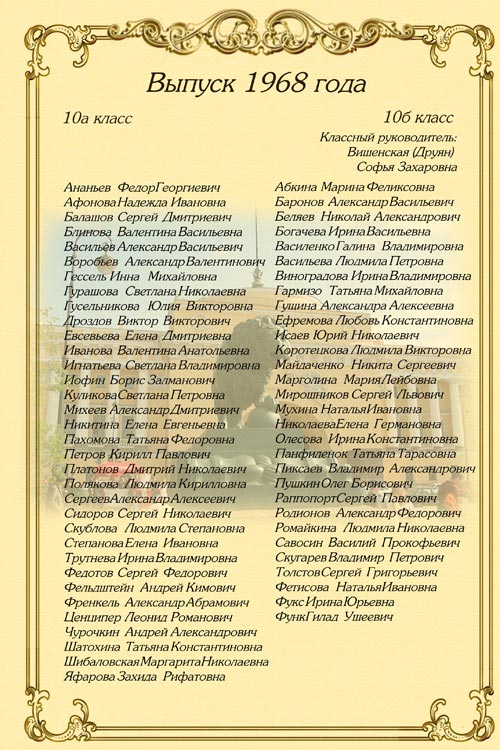 Выпуск 1968 года
10а класс
Ананьев Федор Георгиевич
Афонова Надежда Ивановна
Балашов Сергей Дмитриевич
Блинова Валентина Васильевна
Васильев Александр Васильевич
Воробьев Александр Валентинович
Гессель Инна Михайловна
Гурашова Светлана Николаевна
Гусельникова Юлия Викторовна
Дроздов Виктор Викторович
Евсевьева Елена Дмитриевна
Иванова Валентина Анатольевна
Игнатьева Светлана Владимировна
Иофин Борис Залманович
Куликова Светлана Петровна
Михеев Александр Дмитриевич
Никитина Елена Евгеньевна
Пахомова Татьяна Федоровна
Петров Кирилл Павлович
Платонов Дмитрий Николаевич
Полякова Людмила Кирилловна
Сергеев Александр Алексеевич
Сидоров Сергей Николаевич
Скублова Людмила Степановна
Степанова Елена Ивановна
Трутнева Ирина Владимировна
Федотов Сергей Федорович
Фельдштейн Андрей Кимович
Френкель Александр Абрамович
Ценципер Леонид Романович
Чурочкин Андрей Александрович
Шатохина Татьяна Константиновна
Шибаловская Маргарита Николаевна
Яфарова Захида Рифатовна
10б класс
Классный руководитель:
Вишенская (Друян)
Софья Захаровна
Абкина Марина Феликсовна
Баронов Александр Васильевич
Беляев Николай Александрович
Богачева Ирина Васильевна
Василенко Галина Владимировна
Васильева Людмила Петровна
Виноградова Ирина Владимировна
Гармизо Татьяна Михайловна
Гущина Александра Алексеевна
Ефремова Любовь Константиновна
Исаев Юрий Николаевич
Коротецкова Людмила Викторовна
Майдаченко Никита Сергеевич
Марголина Мария Лейбовна
Мирошников Сергей Львович
Мухина Наталья Ивановна
Николаева Елена Германовна
Олесова Ирина Константиновна
Панфиленок Татьяна Тарасовна
Пиксаев Владимир Александрович
Пушкин Олег Борисович
Раппопорт Сергей Павлович
Родионов Александр Федорович
Ромайкина Людмила Николаевна
Савосин Василий Прокофьевич
Скугарев Владимир Петрович
Толстов Сергей Григорьевич
Фетисова Наталья Ивановна
Фукс Ирина Юрьевна
Функ Гилад Ушеевич